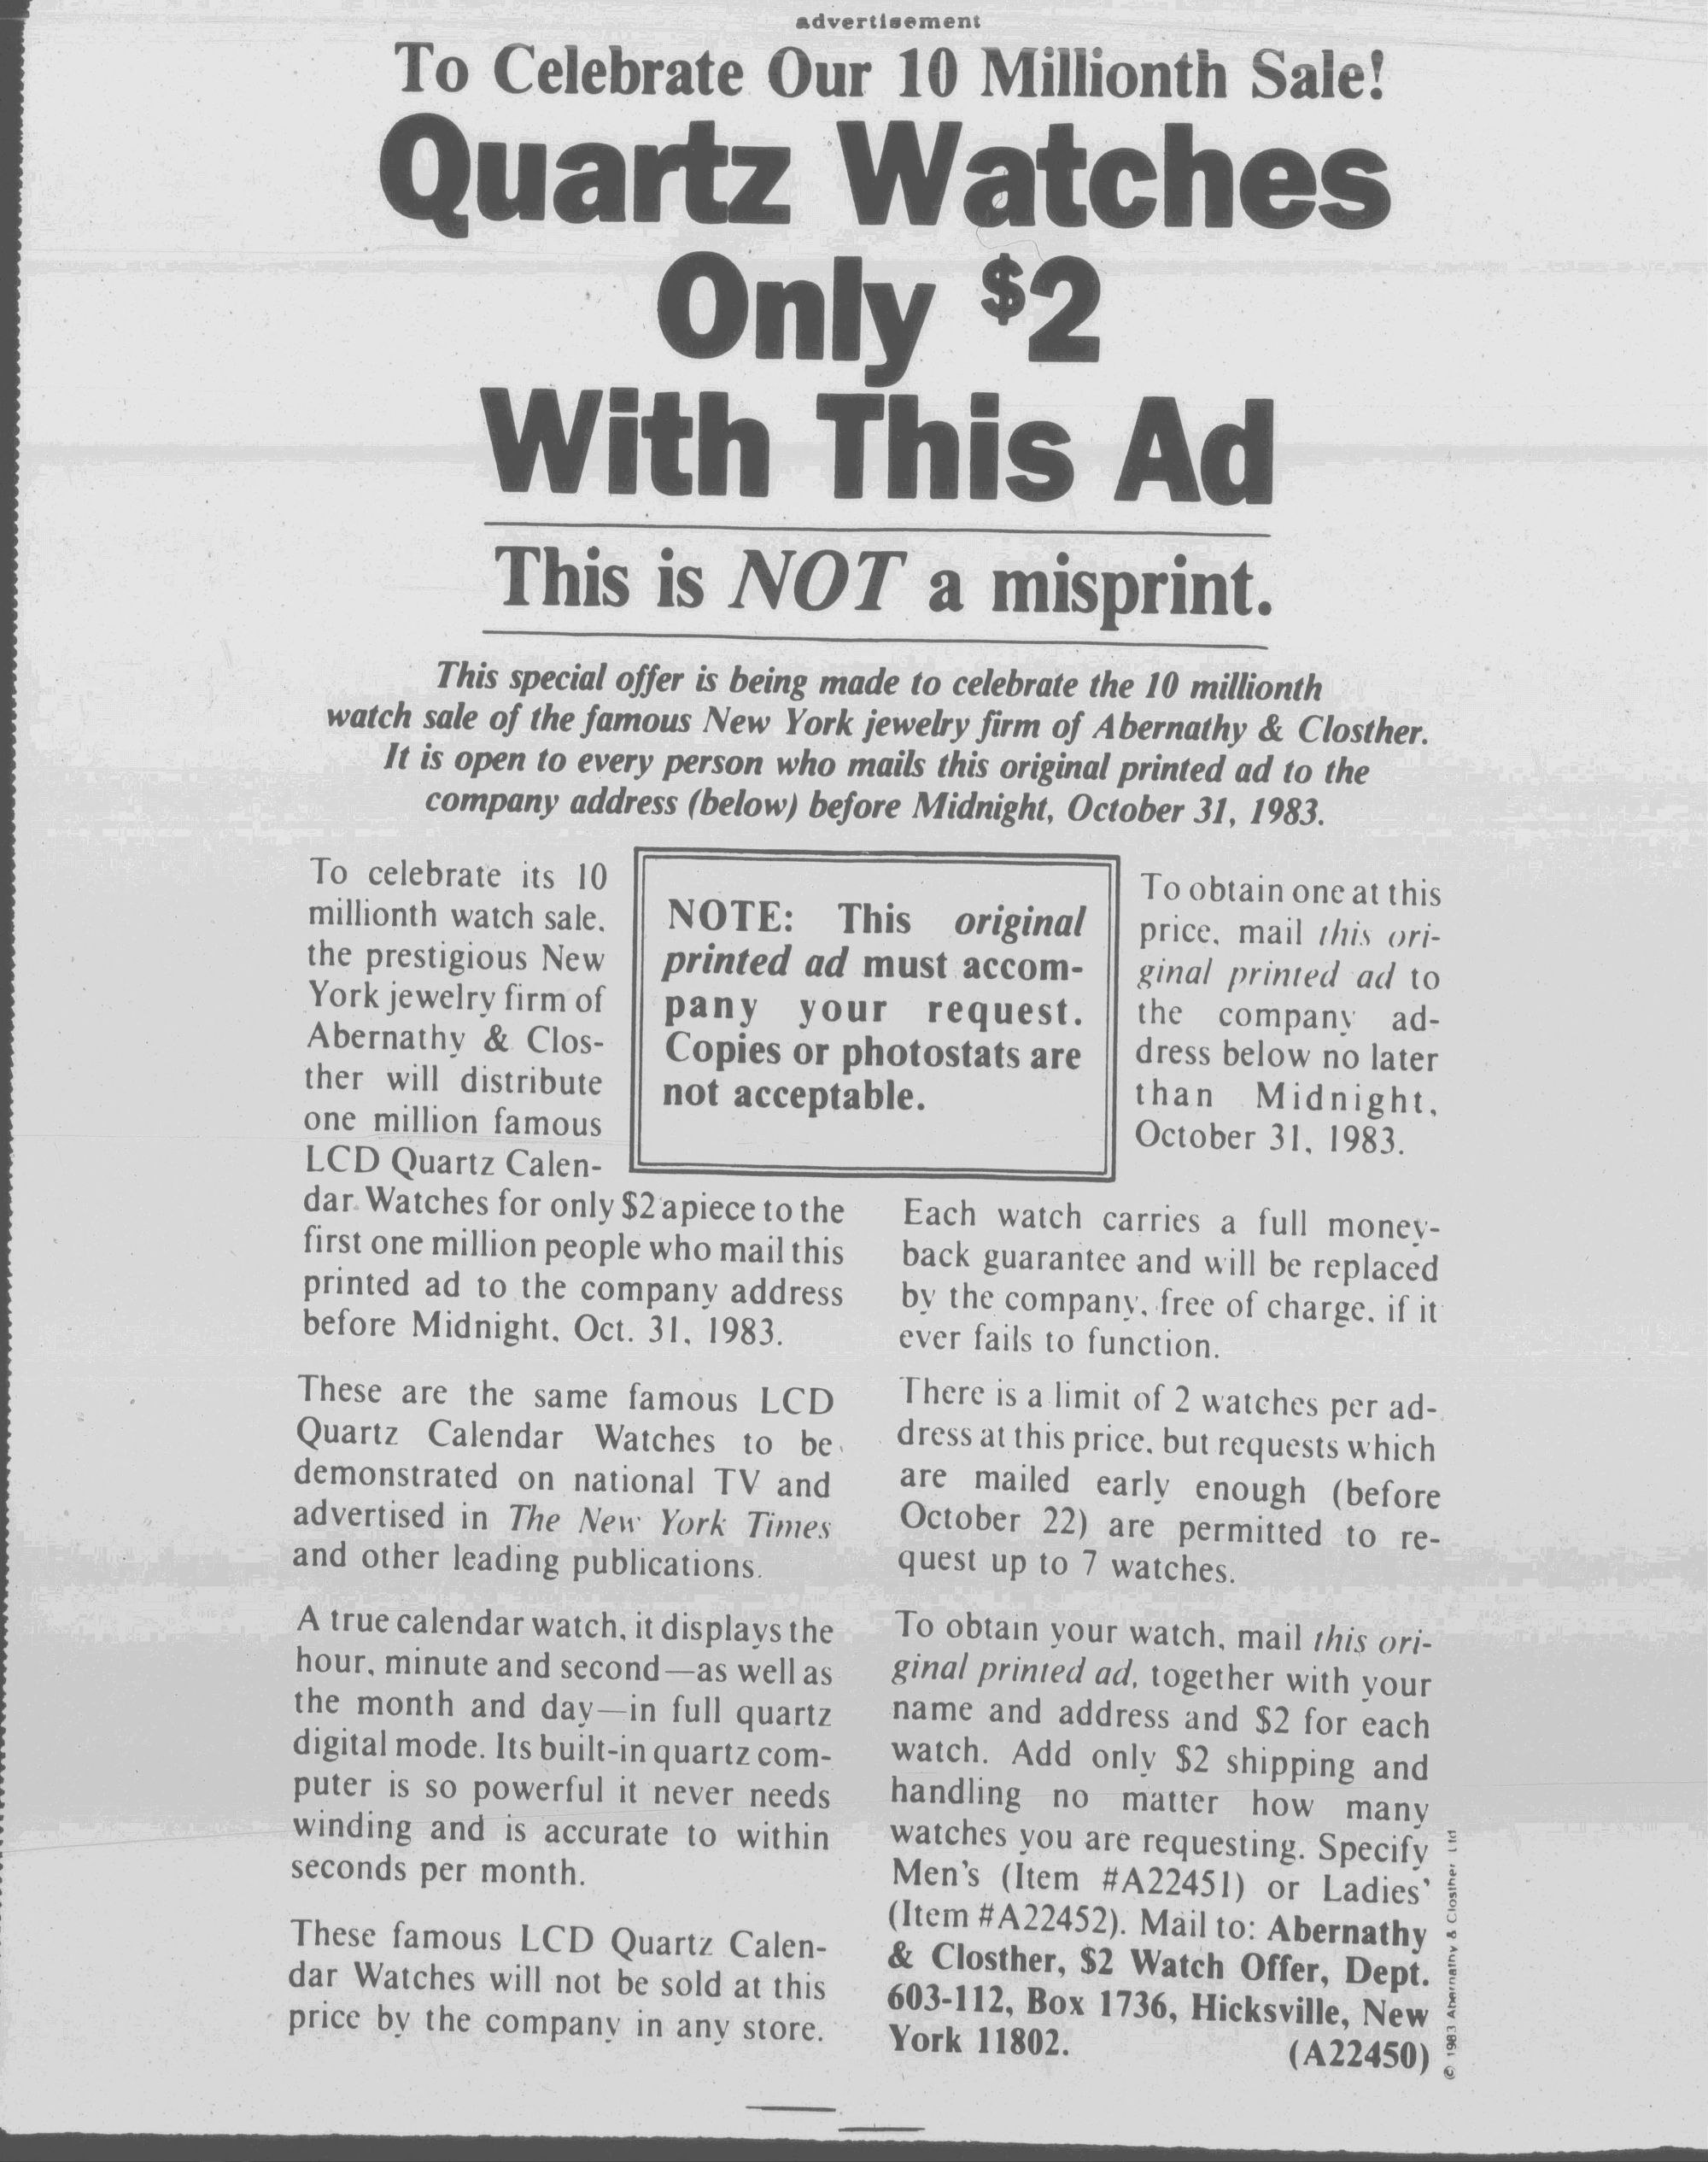 advertisement
To Celebrate Our 10 Millionth Sale!
Quartz Watches
Only $2
With This Ad
This is NOT a misprint.
This special offer is being made to celebrate the 10 millionth
watch sale of the famous New York jewelry firm of Abernathy & Closther.
It is open to every person who mails this original printed ad to the
company address (below) before Midnight, October 31, 1983.
To celebrate its 10
millionth watch sale,
the prestigious New
York jewelry firm of
Abernathy & Clos-
ther will distribute
one million famous
LCD Quartz Calen-
dar Watches for only $2 apiece to the
first one million people who mail this
printed ad to the company address
before Midnight, Oct. 31, 1983.
These are the same famous LCD
Quartz Calendar Watches to be
demonstrated on national TV and
advertised in The New York Times
and other leading publications.
A true calendar watch, it displays the
hour, minute and second—as well as
the month and day—in full quartz
digital mode. Its built-in quartz com-
puter is so powerful it never needs
winding and is accurate to within
seconds per month.
These famous LCD Quartz Calen-
dar Watches will not be sold at this
price by the company in any store.
NOTE: This original
printed ad must accom-
pany your request.
Copies or photostats are
not acceptable.
To obtain one at this
price, mail this ori-
ginal printed ad to
the company ad-
dress below no later
than Midnight,
October 31, 1983.
Each watch carries a full money-
back guarantee and will be replaced
by the company, free of charge, if it
ever fails to function.
There is a limit of 2 watches per ad-
dress at this price, but requests which
are mailed early enough (before
October 22) are permitted to re-
quest up to 7 watches.
To obtain your watch, mail this ori-
ginal printed ad, together with your
name and address and $2 for each
watch. Add only $2 shipping and
handling no matter how many
watches you are requesting. Specify
Men's (Item #A22451) or Ladies'
(Item #A22452). Mail to: Abernathy
& Closther, $2 Watch Offer, Dept.
603-112, Box 1736, Hicksville, New
York 11802. (A22450)
© 1983 Abernathy & Closther Ltd